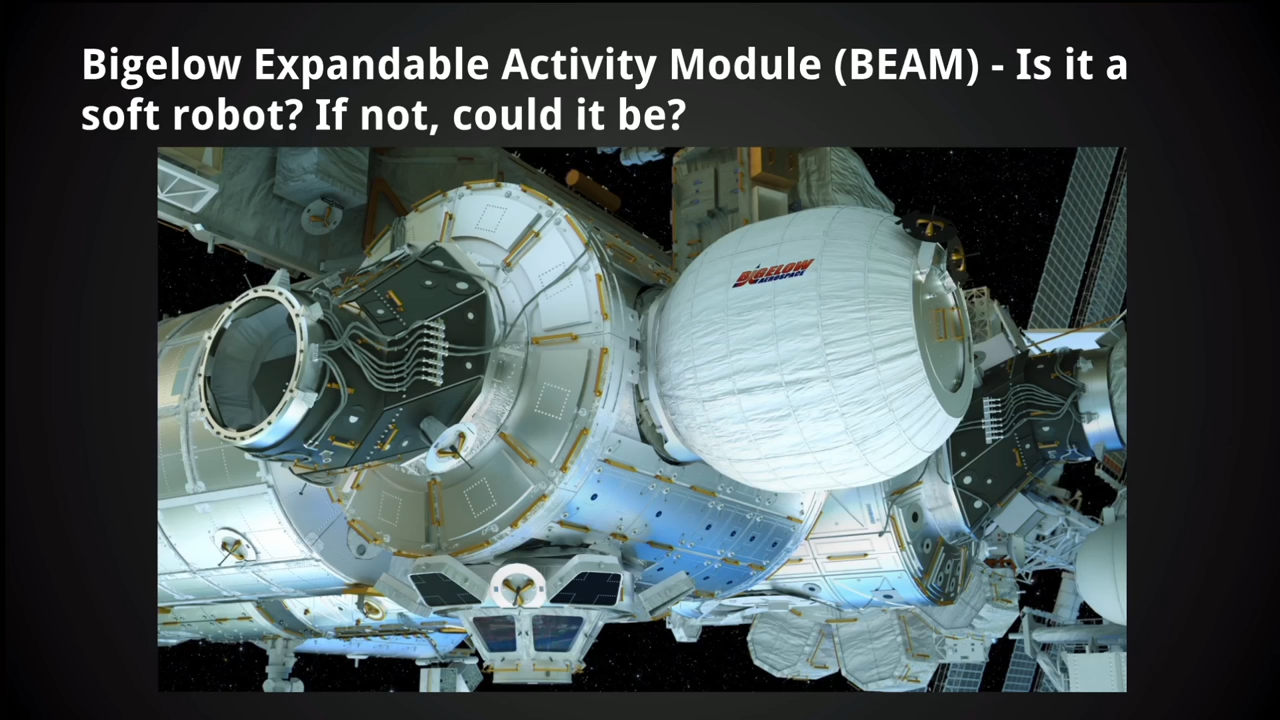 Bigelow Expandable Activity Module (BEAM) - Is it a
soft robot? If not, could it be?
BIGELOW
AEROSPACE